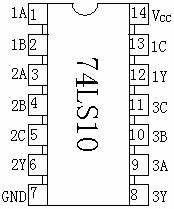 1A 1 14 Vcc
1B 2 13 1C
2A 3 12 1Y
2B 4 11 3C
2C 5 10 3B
2Y 6 9 3A
GND 7 8 3Y
74LS10